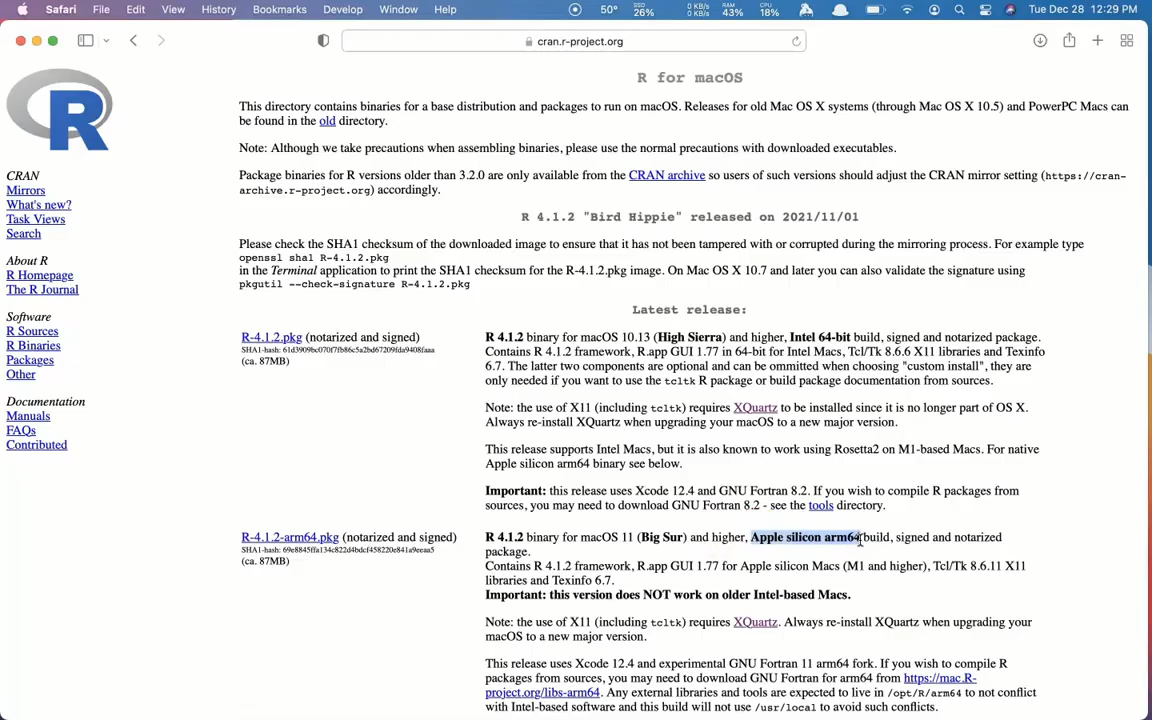 Safari File Edit View History Bookmarks Develop Window Help 50° SSD 26% 0 KB/s 0 KB/s RAM 43% CPU 18% Tue Dec 28 12:29 PM
cran.r-project.org
R
CRAN
Mirrors
What's new?
Task Views
Search
About R
R Homepage
The R Journal
Software
R Sources
R Binaries
Packages
Other
Documentation
Manuals
FAQs
Contributed
R for macOS
This directory contains binaries for a base distribution and packages to run on macOS. Releases for old Mac OS X systems (through Mac OS X 10.5) and PowerPC Macs can
be found in the old directory.
Note: Although we take precautions when assembling binaries, please use the normal precautions with downloaded executables.
Package binaries for R versions older than 3.2.0 are only available from the CRAN archive so users of such versions should adjust the CRAN mirror setting (https://cran-
archive.r-project.org) accordingly.
R 4.1.2 "Bird Hippie" released on 2021/11/01
Please check the SHA1 checksum of the downloaded image to ensure that it has not been tampered with or corrupted during the mirroring process. For example type
openssl sha1 R-4.1.2.pkg
in the Terminal application to print the SHA1 checksum for the R-4.1.2.pkg image. On Mac OS X 10.7 and later you can also validate the signature using
pkgutil --check-signature R-4.1.2.pkg
Latest release:
R-4.1.2.pkg (notarized and signed)
SHA1-hash: 61d3909bc070f7fb86c5a2bd67209fda9408faaa
(ca. 87MB)
R 4.1.2 binary for macOS 10.13 (High Sierra) and higher, Intel 64-bit build, signed and notarized package.
Contains R 4.1.2 framework, R.app GUI 1.77 in 64-bit for Intel Macs, Tcl/Tk 8.6.6 X11 libraries and Texinfo
6.7. The latter two components are optional and can be ommitted when choosing "custom install", they are
only needed if you want to use the tcltk R package or build package documentation from sources.
Note: the use of X11 (including tcltk) requires XQuartz to be installed since it is no longer part of OS X.
Always re-install XQuartz when upgrading your macOS to a new major version.
This release supports Intel Macs, but it is also known to work using Rosetta2 on M1-based Macs. For native
Apple silicon arm64 binary see below.
Important: this release uses Xcode 12.4 and GNU Fortran 8.2. If you wish to compile R packages from
sources, you may need to download GNU Fortran 8.2 - see the tools directory.
R-4.1.2-arm64.pkg (notarized and signed)
SHA1-hash: 69e8845ffa134c822d4bdcf458220e841a9eeaa5
(ca. 87MB)
R 4.1.2 binary for macOS 11 (Big Sur) and higher, Apple silicon arm64 build, signed and notarized
package.
Contains R 4.1.2 framework, R.app GUI 1.77 for Apple silicon Macs (M1 and higher), Tcl/Tk 8.6.11 X11
libraries and Texinfo 6.7.
Important: this version does NOT work on older Intel-based Macs.
Note: the use of X11 (including tcltk) requires XQuartz. Always re-install XQuartz when upgrading your
macOS to a new major version.
This release uses Xcode 12.4 and experimental GNU Fortran 11 arm64 fork. If you wish to compile R
packages from sources, you may need to download GNU Fortran for arm64 from https://mac.R-
project.org/libs-arm64. Any external libraries and tools are expected to live in /opt/R/arm64 to not conflict
with Intel-based software and this build will not use /usr/local to avoid such conflicts.